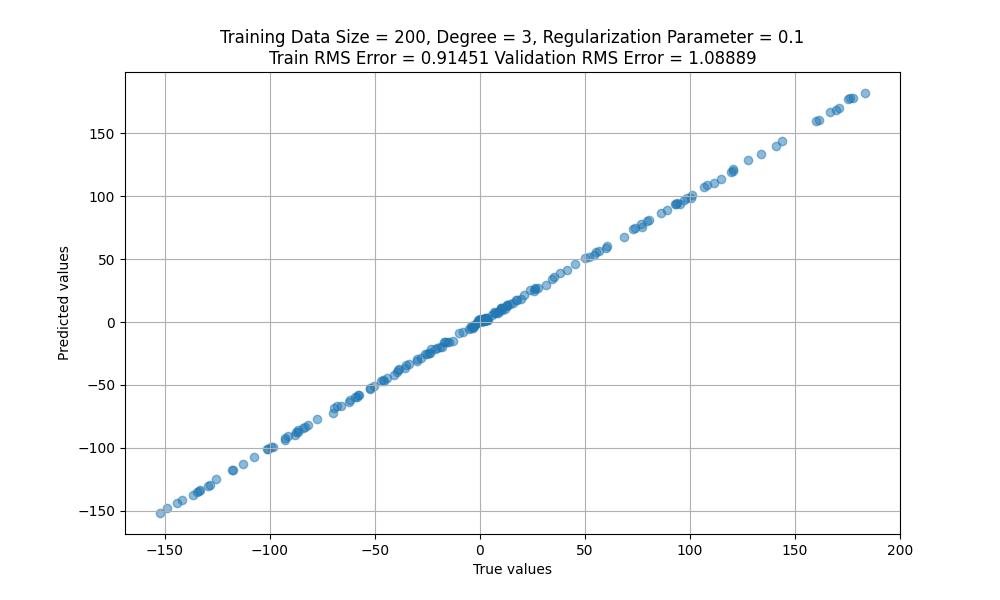 Training Data Size = 200, Degree = 3, Regularization Parameter = 0.1
Train RMS Error = 0.91451 Validation RMS Error = 1.08889
150
100
50
0
−50
−100
−150
Predicted values
−150 −100 −50 0 50 100 150 200
True values